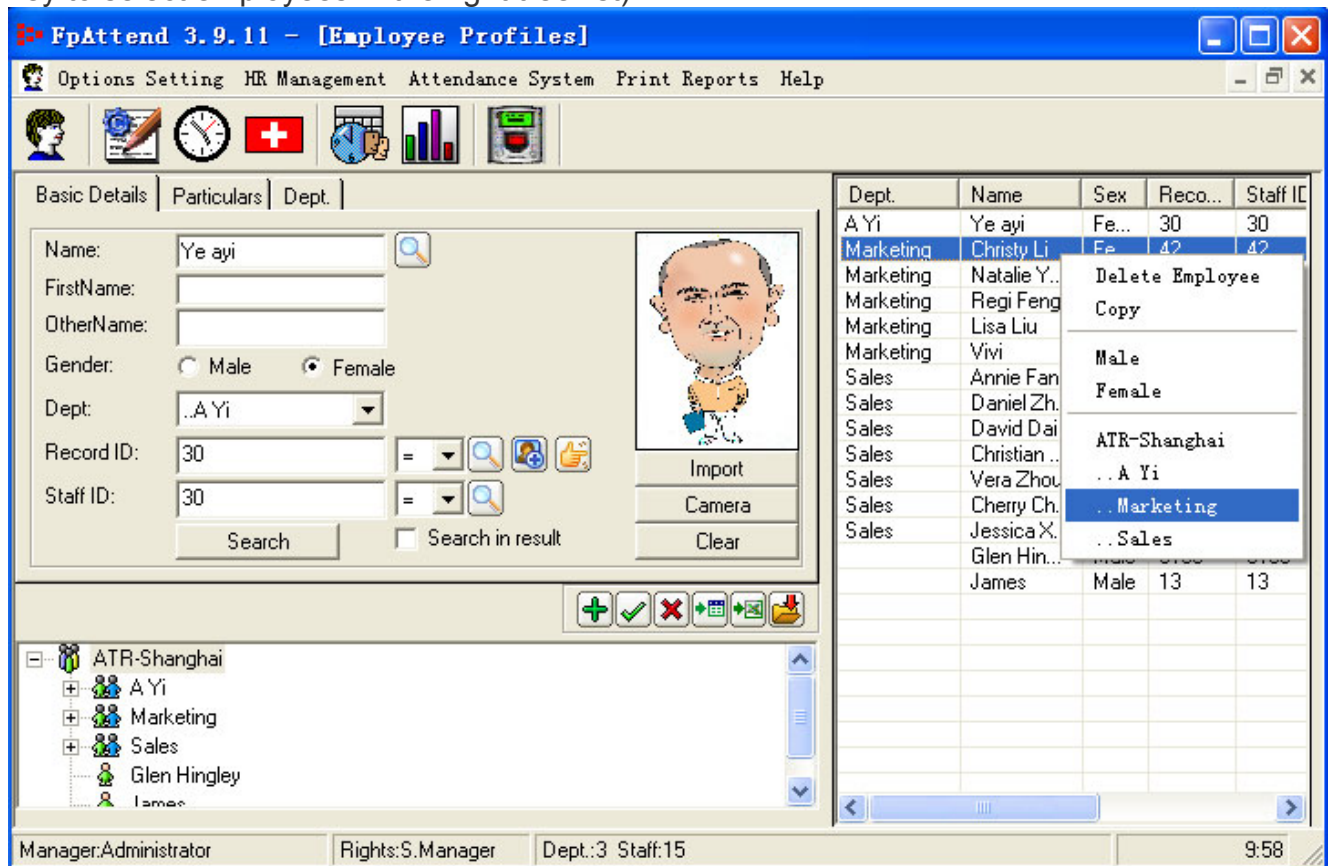 FpAttend 3.9.11 - [Employee Profiles]
Options Setting HR Management Attendance System Print Reports Help
Basic Details Particulars Dept.
Name: Ye ayi
FirstName:
OtherName:
Gender: Male Female
Dept: ..A Yi
Record ID: 30 =
Staff ID: 30 =
Search Search in result
Import
Camera
Clear
ATR-Shanghai
A Yi
Marketing
Sales
Glen Hingley
James
Dept. Name Sex Reco... Staff ID
A Yi Ye ayi Fe... 30 30
Marketing Christy Li Fe 42 42
Marketing Natalie Y..
Marketing Regi Feng
Marketing Lisa Liu
Marketing Vivi
Sales Annie Fan
Sales Daniel Zh.
Sales David Dai
Sales Christian ..
Sales Vera Zhou
Sales Cherry Ch.
Sales Jessica X.
Glen Hin... Male
James Male 13 13
Delete Employee
Copy
Male
Female
ATR-Shanghai
..A Yi
..Marketing
..Sales
Manager:Administrator Rights:S.Manager Dept.:3 Staff:15 9:58